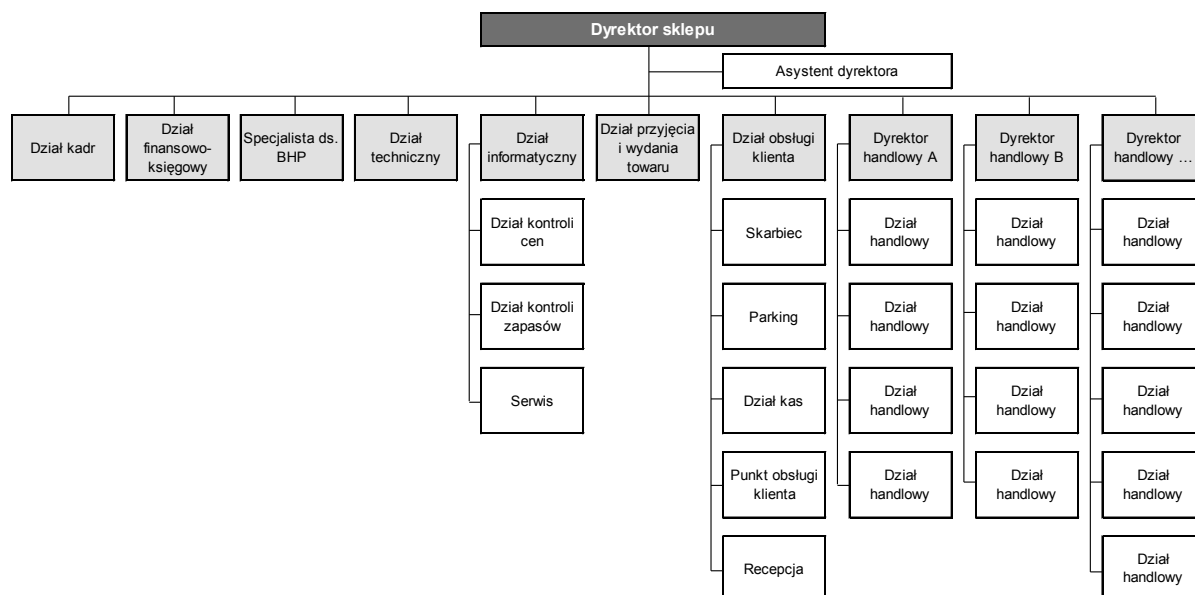 Dyrektor sklepu
Asystent dyrektora
Dział kadr
Dział
finansowo-
księgowy
Specjalista ds.
BHP
Dział
techniczny
Dział
informatyczny
Dział przyjęcia
i wydania
towaru
Dział obsługi
klienta
Dyrektor
handlowy A
Dyrektor
handlowy B
Dyrektor
handlowy ...
Dział kontroli
cen
Skarbiec
Dział
handlowy
Dział
handlowy
Dział
handlowy
Dział kontroli
zapasów
Parking
Dział
handlowy
Dział
handlowy
Dział
handlowy
Serwis
Dział kas
Dział
handlowy
Dział
handlowy
Dział
handlowy
Punkt obsługi
klienta
Dział
handlowy
Dział
handlowy
Dział
handlowy
Recepcja
Dział
handlowy